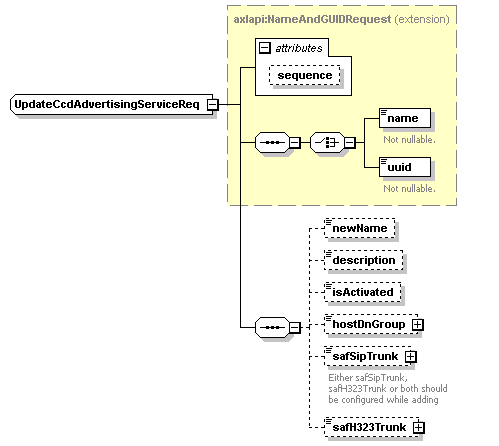 axlapi:NameAndGUIDRequest (extension)
attributes
sequence
UpdateCcdAdvertisingServiceReq
name
Not nullable.
uuid
Not nullable.
newName
description
isActivated
hostDnGroup
safSipTrunk
Either safSipTrunk,
safH323Trunk or both should
be configured while adding
safH323Trunk